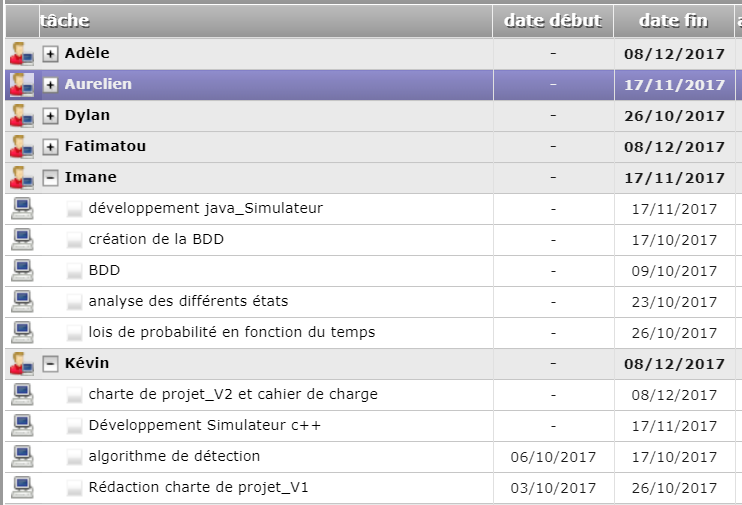 tâche date début date fin
Adèle - 08/12/2017
Aurelien - 17/11/2017
Dylan - 26/10/2017
Fatimatou - 08/12/2017
Imane - 17/11/2017
développement java_Simulateur - 17/11/2017
création de la BDD - 17/10/2017
BDD - 09/10/2017
analyse des différents états - 23/10/2017
lois de probabilité en fonction du temps - 26/10/2017
Kévin - 08/12/2017
charte de projet_V2 et cahier de charge - 08/12/2017
Développement Simulateur c++ - 17/11/2017
algorithme de détection 06/10/2017 17/10/2017
Rédaction charte de projet_V1 03/10/2017 26/10/2017